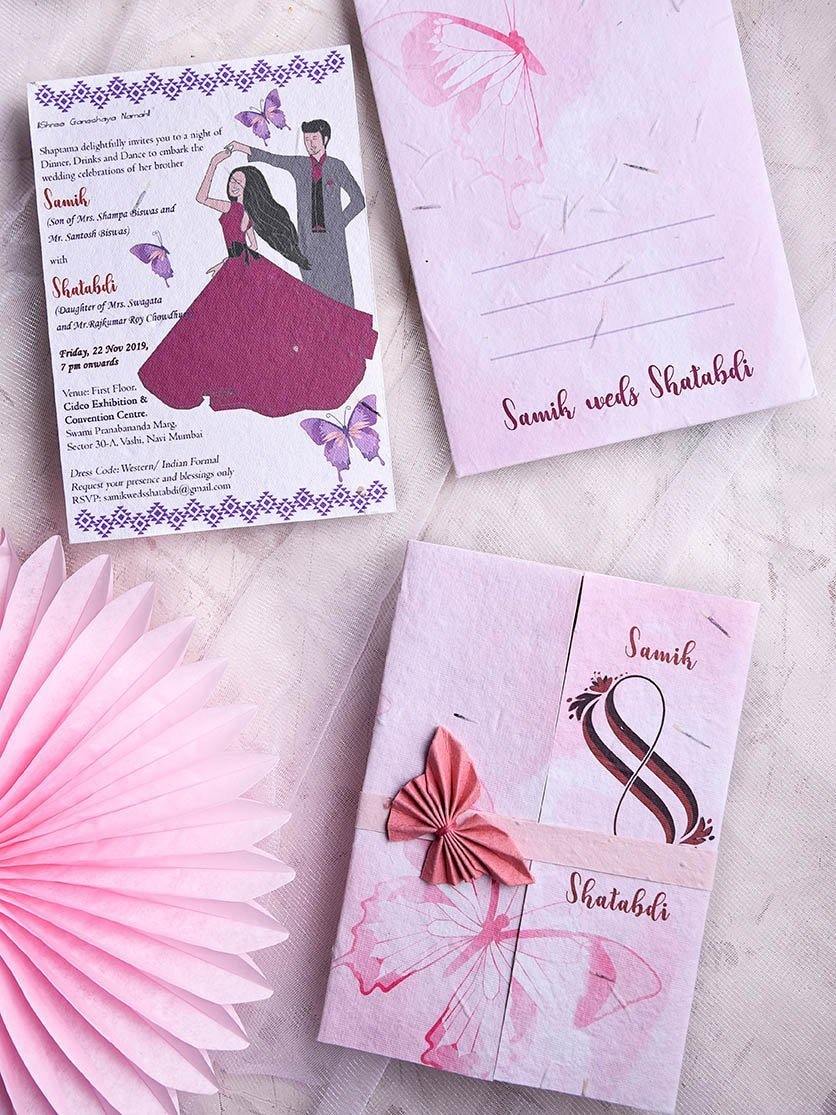 ||Shree Ganeshaya Namah||
Shaptama delightfully invites you to a night of
Dinner, Drinks and Dance to embark the
wedding celebrations of her brother
Samik
(Son of Mrs. Shampa Biswas and
Mr. Santosh Biswas)
with
Shatabdi
(Daughter of Mrs. Swagata
and Mr.Rajkumar Roy Chowdhury)
Friday, 22 Nov 2019,
7 pm onwards
Venue: First Floor,
Cidco Exhibition &
Convention Centre.
Swami Pranabananda Marg,
Sector 30-A, Vashi, Navi Mumbai
Dress Code: Western/ Indian Formal
Request your presence and blessings only
RSVP: samikwedsshatabdi@gmail.com
Samik weds Shatabdi
Samik
&
Shatabdi